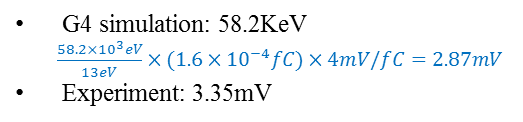 • G4 simulation: 58.2KeV
58.2×10³eV/13eV × (1.6 × 10⁻⁴fC) × 4mV/fC = 2.87mV
• Experiment: 3.35mV